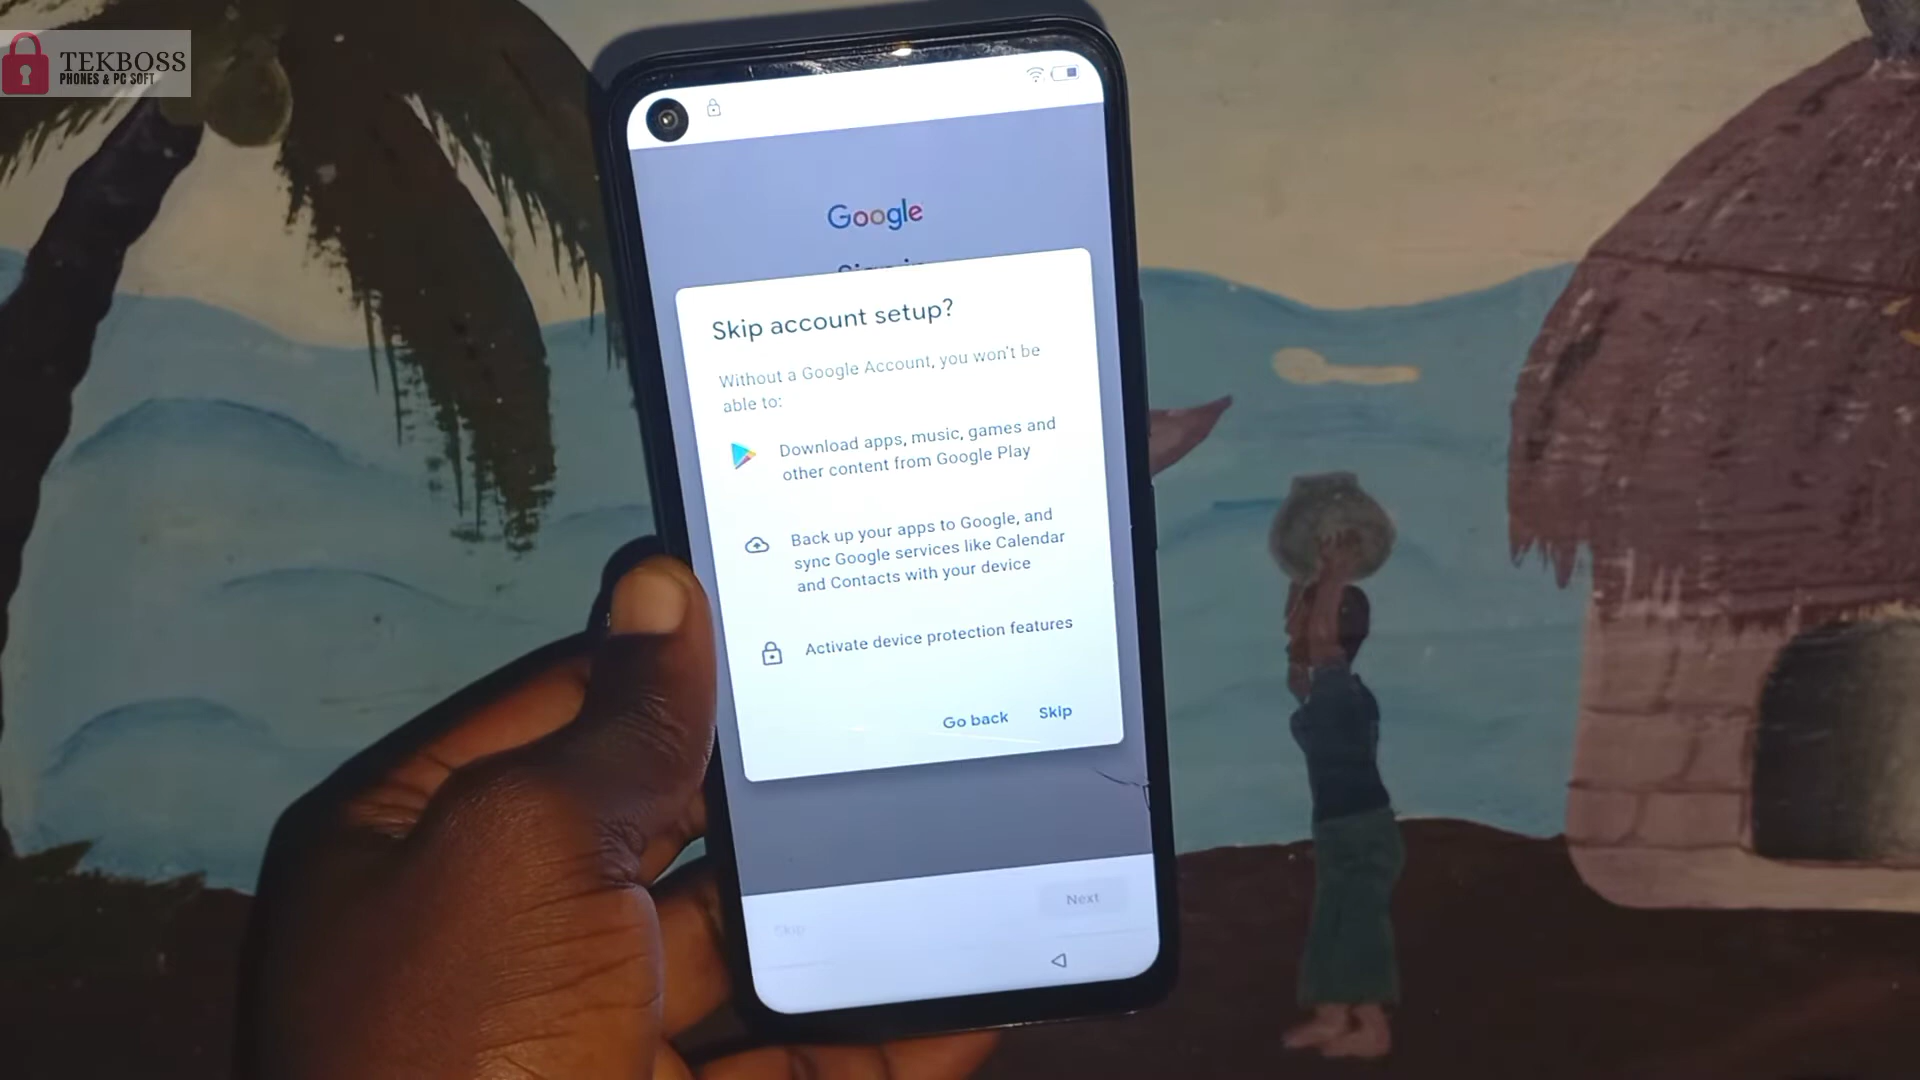 TEKBOSS
PHONES & PC SOFT
Google
Skip account setup?
Without a Google Account, you won't be
able to:
Download apps, music, games and
other content from Google Play
Back up your apps to Google, and
sync Google services like Calendar
and Contacts with your device
Activate device protection features
Go back Skip
Next
Skip